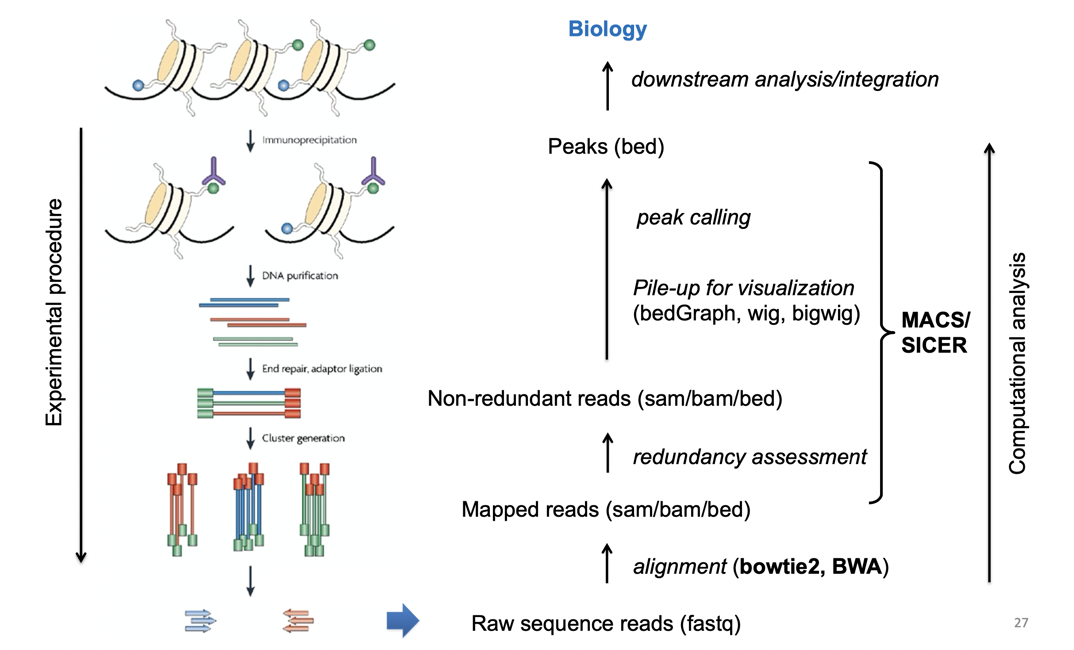 Experimental procedure
Immunoprecipitation
DNA purification
End repair, adaptor ligation
Cluster generation
Biology
downstream analysis/integration
Peaks (bed)
peak calling
Pile-up for visualization
(bedGraph, wig, bigwig)
MACS/
SICER
Non-redundant reads (sam/bam/bed)
redundancy assessment
Mapped reads (sam/bam/bed)
alignment (bowtie2, BWA)
Raw sequence reads (fastq)
Computational analysis
27